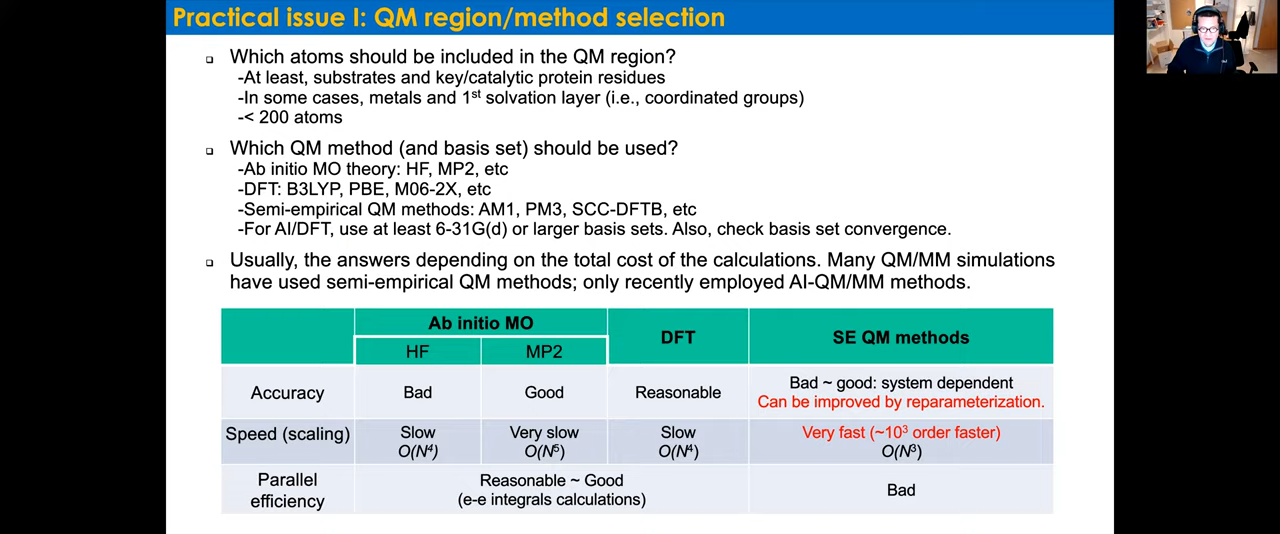 Practical issue I: QM region/method selection
Which atoms should be included in the QM region?
-At least, substrates and key/catalytic protein residues
-In some cases, metals and 1st solvation layer (i.e., coordinated groups)
-< 200 atoms
Which QM method (and basis set) should be used?
-Ab initio MO theory: HF, MP2, etc
-DFT: B3LYP, PBE, M06-2X, etc
-Semi-empirical QM methods: AM1, PM3, SCC-DFTB, etc
-For AI/DFT, use at least 6-31G(d) or larger basis sets. Also, check basis set convergence.
Usually, the answers depending on the total cost of the calculations. Many QM/MM simulations
have used semi-empirical QM methods; only recently employed AI-QM/MM methods.
Ab initio MO DFT SE QM methods
HF MP2
Accuracy Bad Good Reasonable Bad ~ good: system dependent
Can be improved by reparameterization.
Speed (scaling) Slow Very slow Slow Very fast (~10³ order faster)
O(N⁴) O(N⁵) O(N⁴) O(N³)
Parallel Reasonable ~ Good Bad
efficiency (e-e integrals calculations)